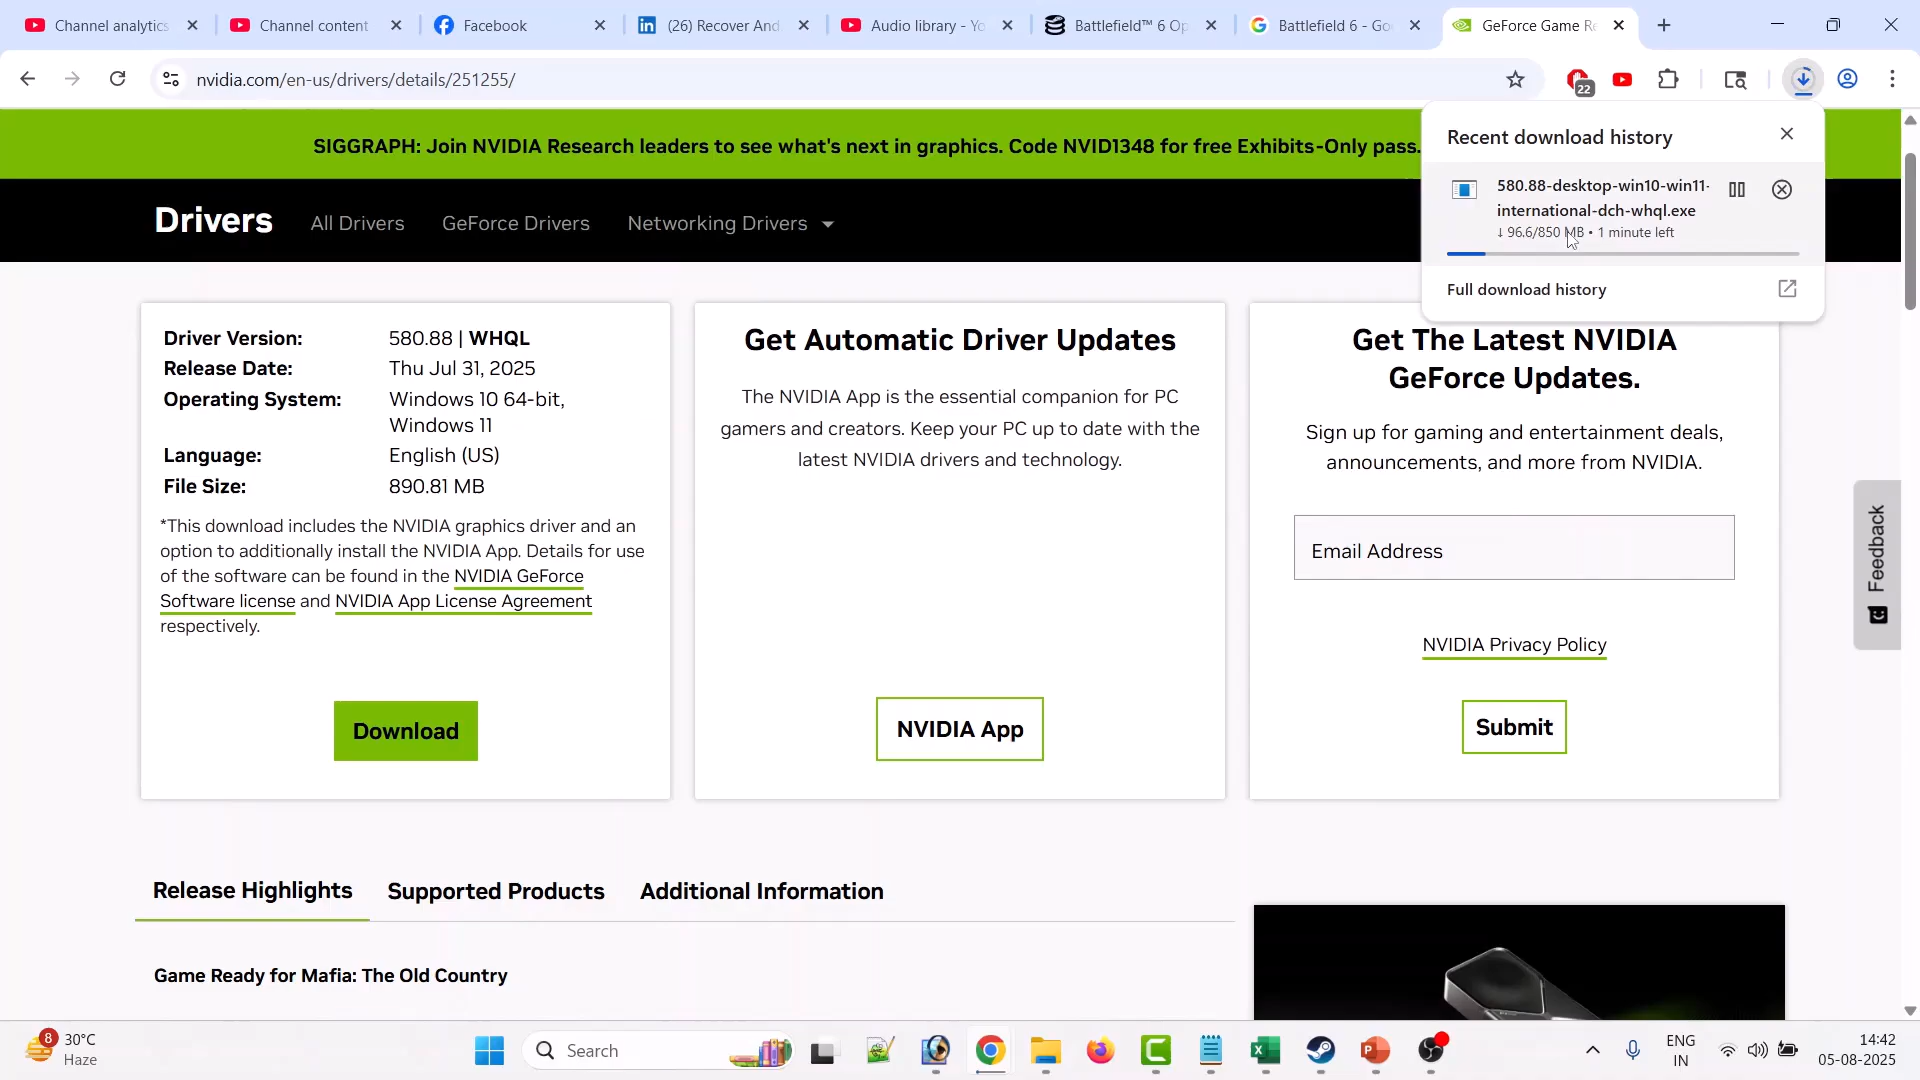 Channel analytics
Channel content
Facebook
(26) Recover And
Audio library - Yo
Battlefield™ 6 Op
Battlefield 6 - Go
GeForce Game Re
nvidia.com/en-us/drivers/details/251255/
22
SIGGRAPH: Join NVIDIA Research leaders to see what's next in graphics. Code NVID1348 for free Exhibits-Only pass.
Recent download history
580.88-desktop-win10-win11-
international-dch-whql.exe
↓ 96.6/850 MB • 1 minute left
Full download history
Drivers
All Drivers
GeForce Drivers
Networking Drivers
Driver Version: 580.88 | WHQL
Release Date: Thu Jul 31, 2025
Operating System: Windows 10 64-bit,
Windows 11
Language: English (US)
File Size: 890.81 MB
*This download includes the NVIDIA graphics driver and an
option to additionally install the NVIDIA App. Details for use
of the software can be found in the NVIDIA GeForce
Software license and NVIDIA App License Agreement
respectively.
Download
Get Automatic Driver Updates
The NVIDIA App is the essential companion for PC
gamers and creators. Keep your PC up to date with the
latest NVIDIA drivers and technology.
NVIDIA App
Get The Latest NVIDIA
GeForce Updates.
Sign up for gaming and entertainment deals,
announcements, and more from NVIDIA.
Email Address
NVIDIA Privacy Policy
Submit
Feedback
Release Highlights
Supported Products
Additional Information
Game Ready for Mafia: The Old Country
8
30°C
Haze
Search
ENG
IN
14:42
05-08-2025